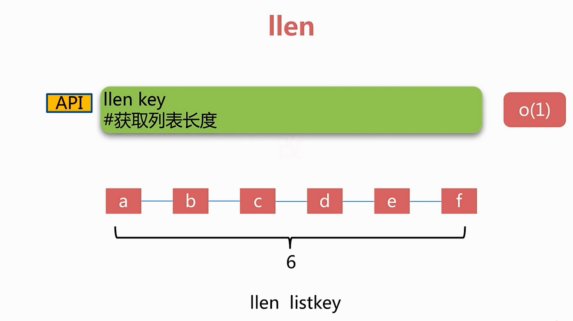 llen
API
llen key
#获取列表长度
o(1)
a b c d e f
6
llen listkey